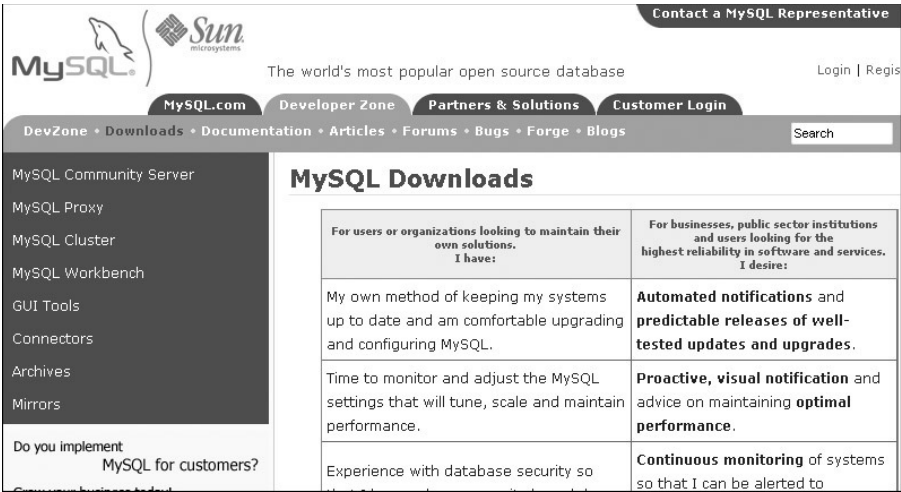 Contact a MySQL Representative
Sun
microsystems
MySQL.
The world's most popular open source database
Login | Regis
MySQL.com
Developer Zone
Partners & Solutions
Customer Login
DevZone • Downloads • Documentation • Articles • Forums • Bugs • Forge • Blogs
Search
MySQL Community Server
MySQL Proxy
MySQL Cluster
MySQL Workbench
GUI Tools
Connectors
Archives
Mirrors
Do you implement
MySQL for customers?
Grow your business today!
MySQL Downloads
For users or organizations looking to maintain their
own solutions.
I have:
For businesses, public sector institutions
and users looking for the
highest reliability in software and services.
I desire:
My own method of keeping my systems
up to date and am comfortable upgrading
and configuring MySQL.
Automated notifications and
predictable releases of well-
tested updates and upgrades.
Time to monitor and adjust the MySQL
settings that will tune, scale and maintain
performance.
Proactive, visual notification and
advice on maintaining optimal
performance.
Experience with database security so
Continuous monitoring of systems
so that I can be alerted to